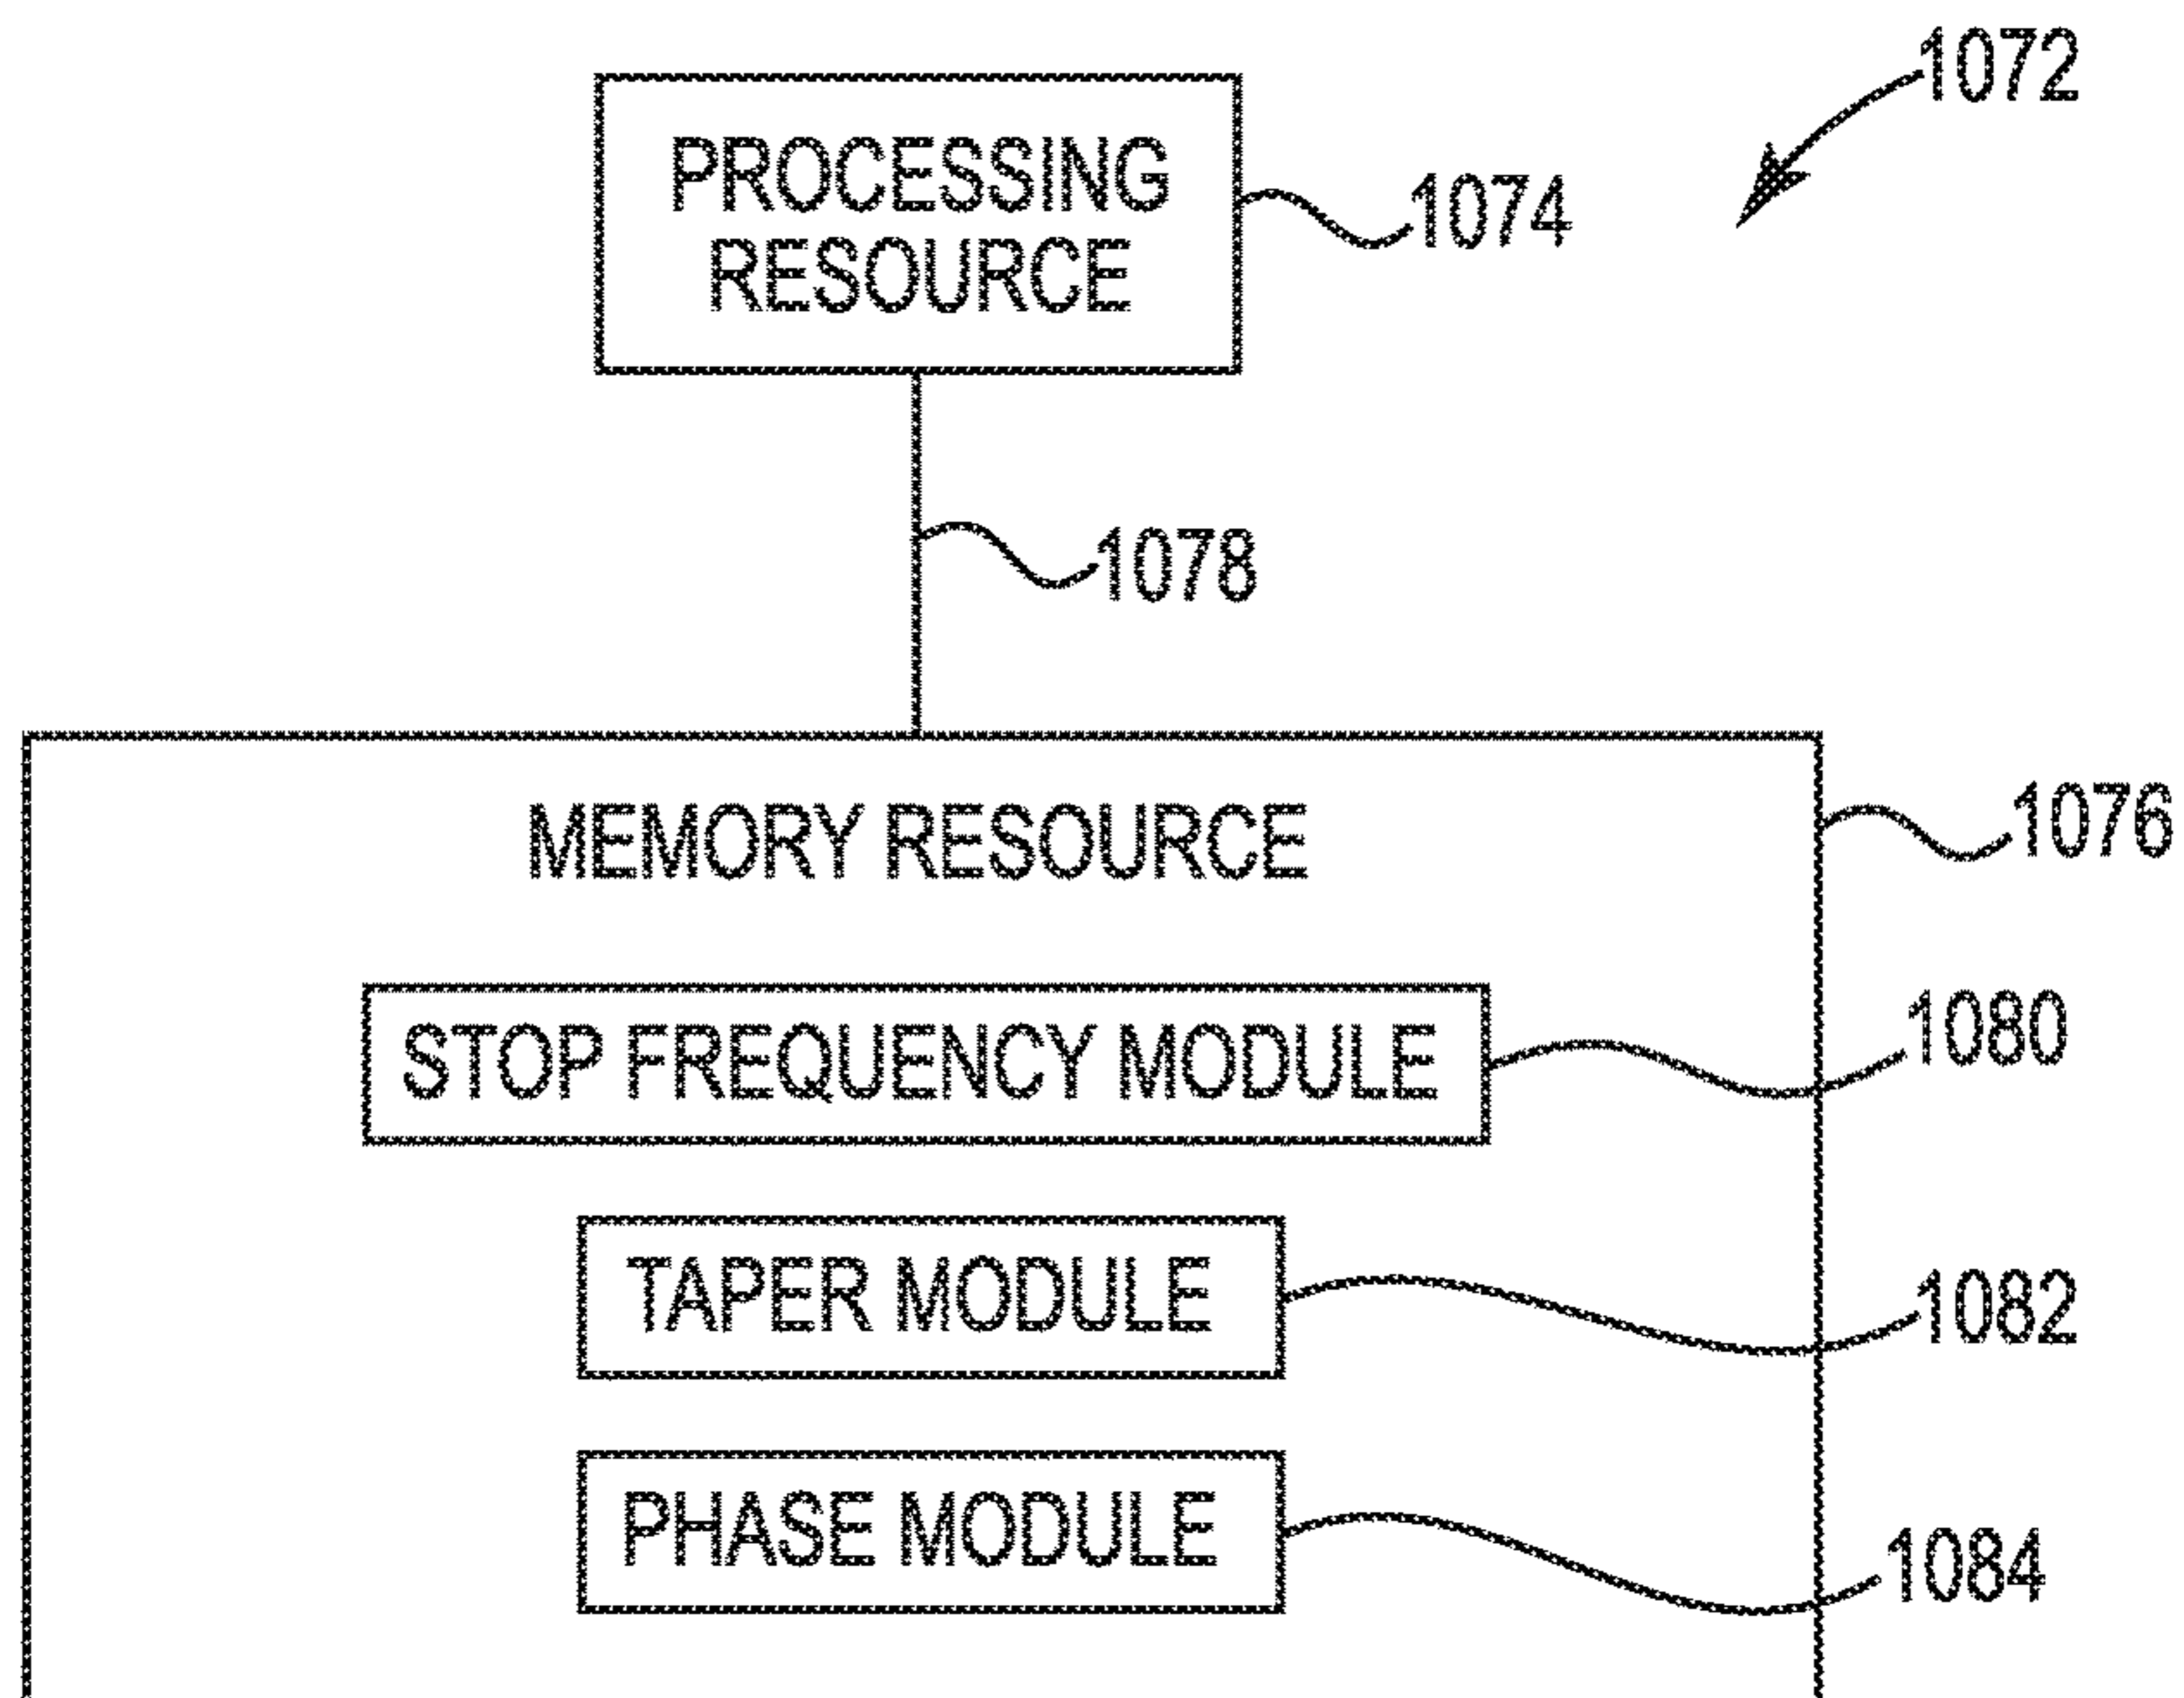 1072
PROCESSING
RESOURCE
1074
1078
MEMORY RESOURCE
1076
STOP FREQUENCY MODULE
1080
TAPER MODULE
1082
PHASE MODULE
1084